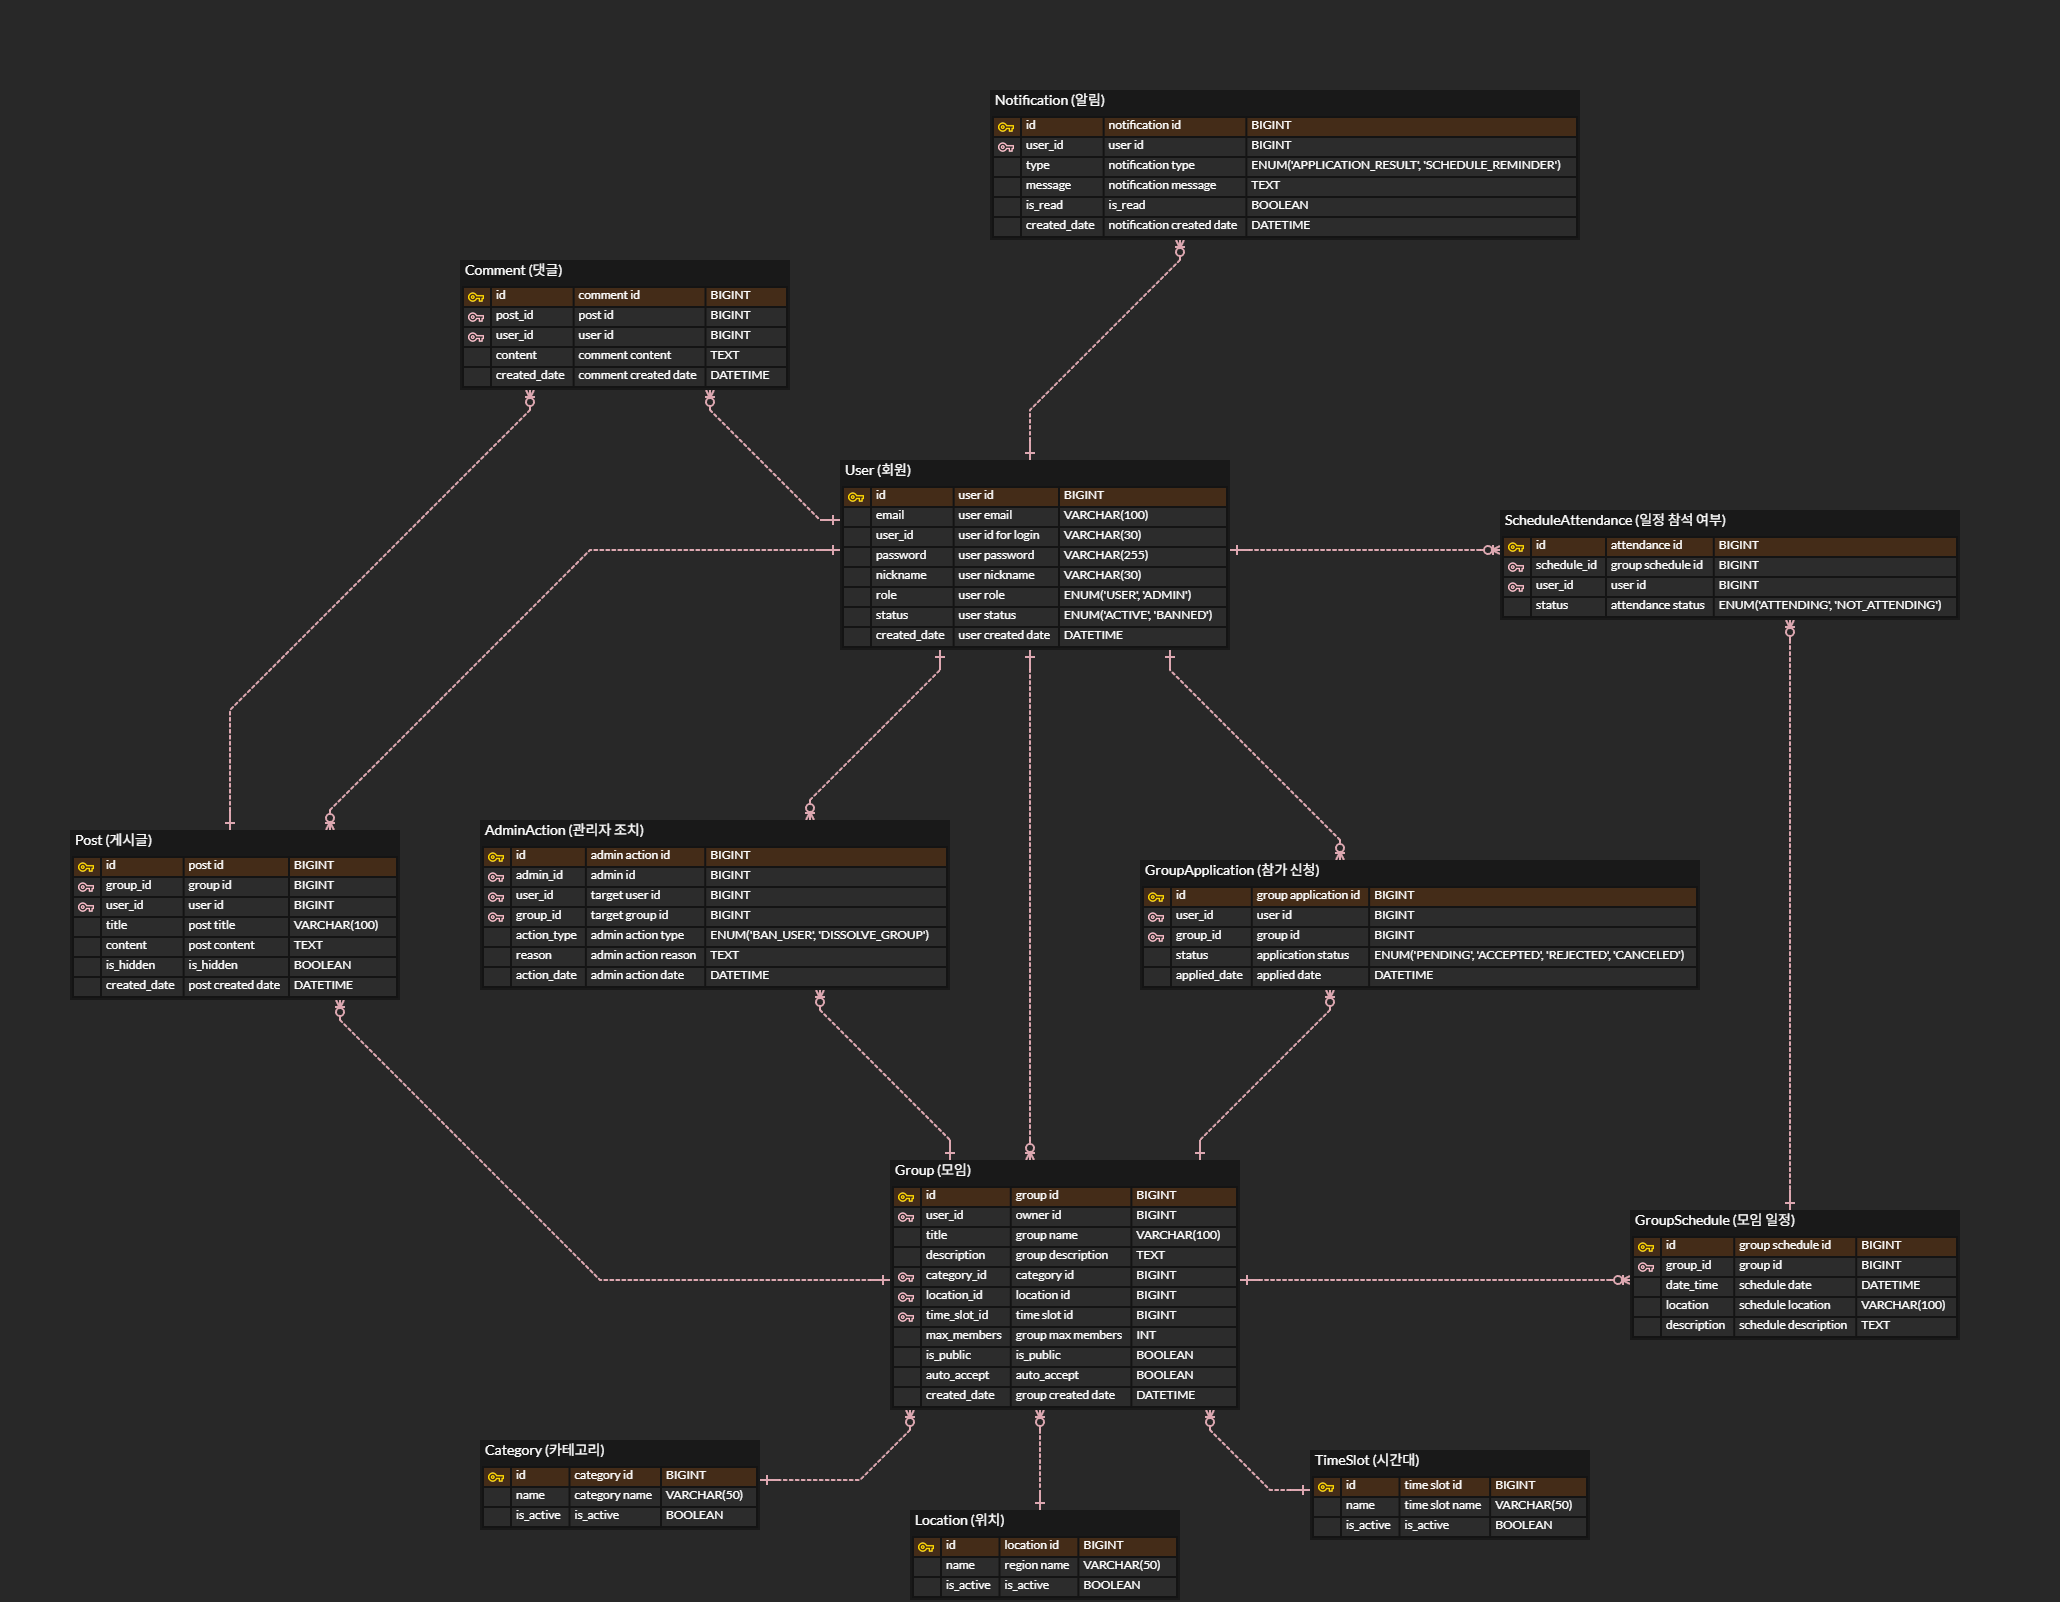 Notification (알림)
id notification id BIGINT
user_id user id BIGINT
type notification type ENUM('APPLICATION_RESULT', 'SCHEDULE_REMINDER')
message notification message TEXT
is_read is_read BOOLEAN
created_date notification created date DATETIME
Comment (댓글)
id comment id BIGINT
post_id post id BIGINT
user_id user id BIGINT
content comment content TEXT
created_date comment created date DATETIME
User (회원)
id user id BIGINT
email user email VARCHAR(100)
user_id user id for login VARCHAR(30)
password user password VARCHAR(255)
nickname user nickname VARCHAR(30)
role user role ENUM('USER', 'ADMIN')
status user status ENUM('ACTIVE', 'BANNED')
created_date user created date DATETIME
ScheduleAttendance (일정 참석 여부)
id attendance id BIGINT
schedule_id group schedule id BIGINT
user_id user id BIGINT
status attendance status ENUM('ATTENDING', 'NOT_ATTENDING')
Post (게시글)
id post id BIGINT
group_id group id BIGINT
user_id user id BIGINT
title post title VARCHAR(100)
content post content TEXT
is_hidden is_hidden BOOLEAN
created_date post created date DATETIME
AdminAction (관리자 조치)
id admin action id BIGINT
admin_id admin id BIGINT
user_id target user id BIGINT
group_id target group id BIGINT
action_type admin action type ENUM('BAN_USER', 'DISSOLVE_GROUP')
reason admin action reason TEXT
action_date admin action date DATETIME
GroupApplication (참가 신청)
id group application id BIGINT
user_id user id BIGINT
group_id group id BIGINT
status application status ENUM('PENDING', 'ACCEPTED', 'REJECTED', 'CANCELED')
applied_date applied date DATETIME
Group (모임)
id group id BIGINT
user_id owner id BIGINT
title group name VARCHAR(100)
description group description TEXT
category_id category id BIGINT
location_id location id BIGINT
time_slot_id time slot id BIGINT
max_members group max members INT
is_public is_public BOOLEAN
auto_accept auto_accept BOOLEAN
created_date group created date DATETIME
GroupSchedule (모임 일정)
id group schedule id BIGINT
group_id group id BIGINT
date_time schedule date DATETIME
location schedule location VARCHAR(100)
description schedule description TEXT
Category (카테고리)
id category id BIGINT
name category name VARCHAR(50)
is_active is_active BOOLEAN
Location (위치)
id location id BIGINT
name region name VARCHAR(50)
is_active is_active BOOLEAN
TimeSlot (시간대)
id time slot id BIGINT
name time slot name VARCHAR(50)
is_active is_active BOOLEAN